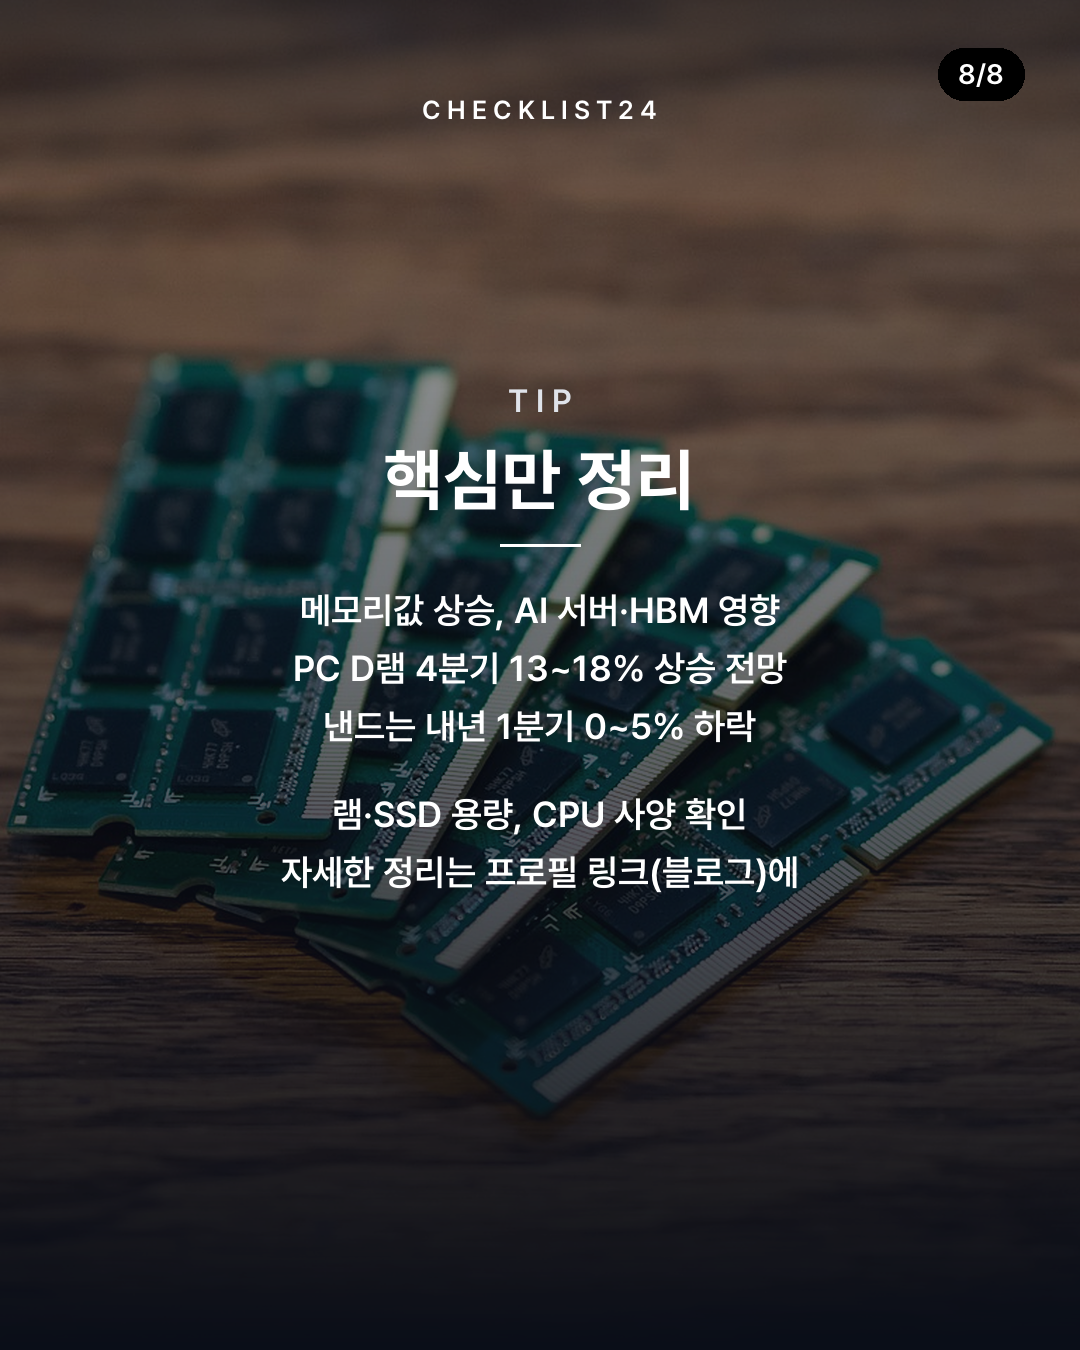 8/8
CHECKLIST24
TIP
핵심만 정리
메모리값 상승, AI 서버·HBM 영향
PC D램 4분기 13~18% 상승 전망
낸드는 내년 1분기 0~5% 하락
램·SSD 용량, CPU 사양 확인
자세한 정리는 프로필 링크(블로그)에